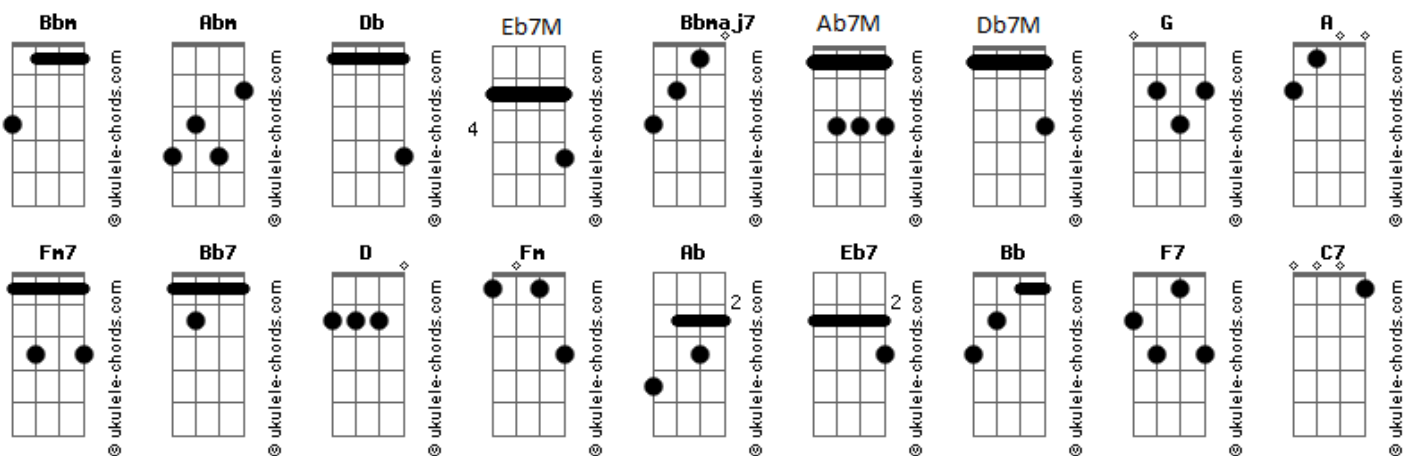 Bbm Abm Db Eb7M Bbmaj7 Ab7M Db7M G A
4
© ukulele-chords.com © ukulele-chords.com © ukulele-chords.com © ukulele-chords.com © ukulele-chords.com © ukulele-chords.com © ukulele-chords.com © ukulele-chords.com © ukulele-chords.com
Fm7 Bb7 D Fm Ab Eb7 Bb F7 C7
2 2
© ukulele-chords.com © ukulele-chords.com © ukulele-chords.com © ukulele-chords.com © ukulele-chords.com © ukulele-chords.com © ukulele-chords.com © ukulele-chords.com © ukulele-chords.com